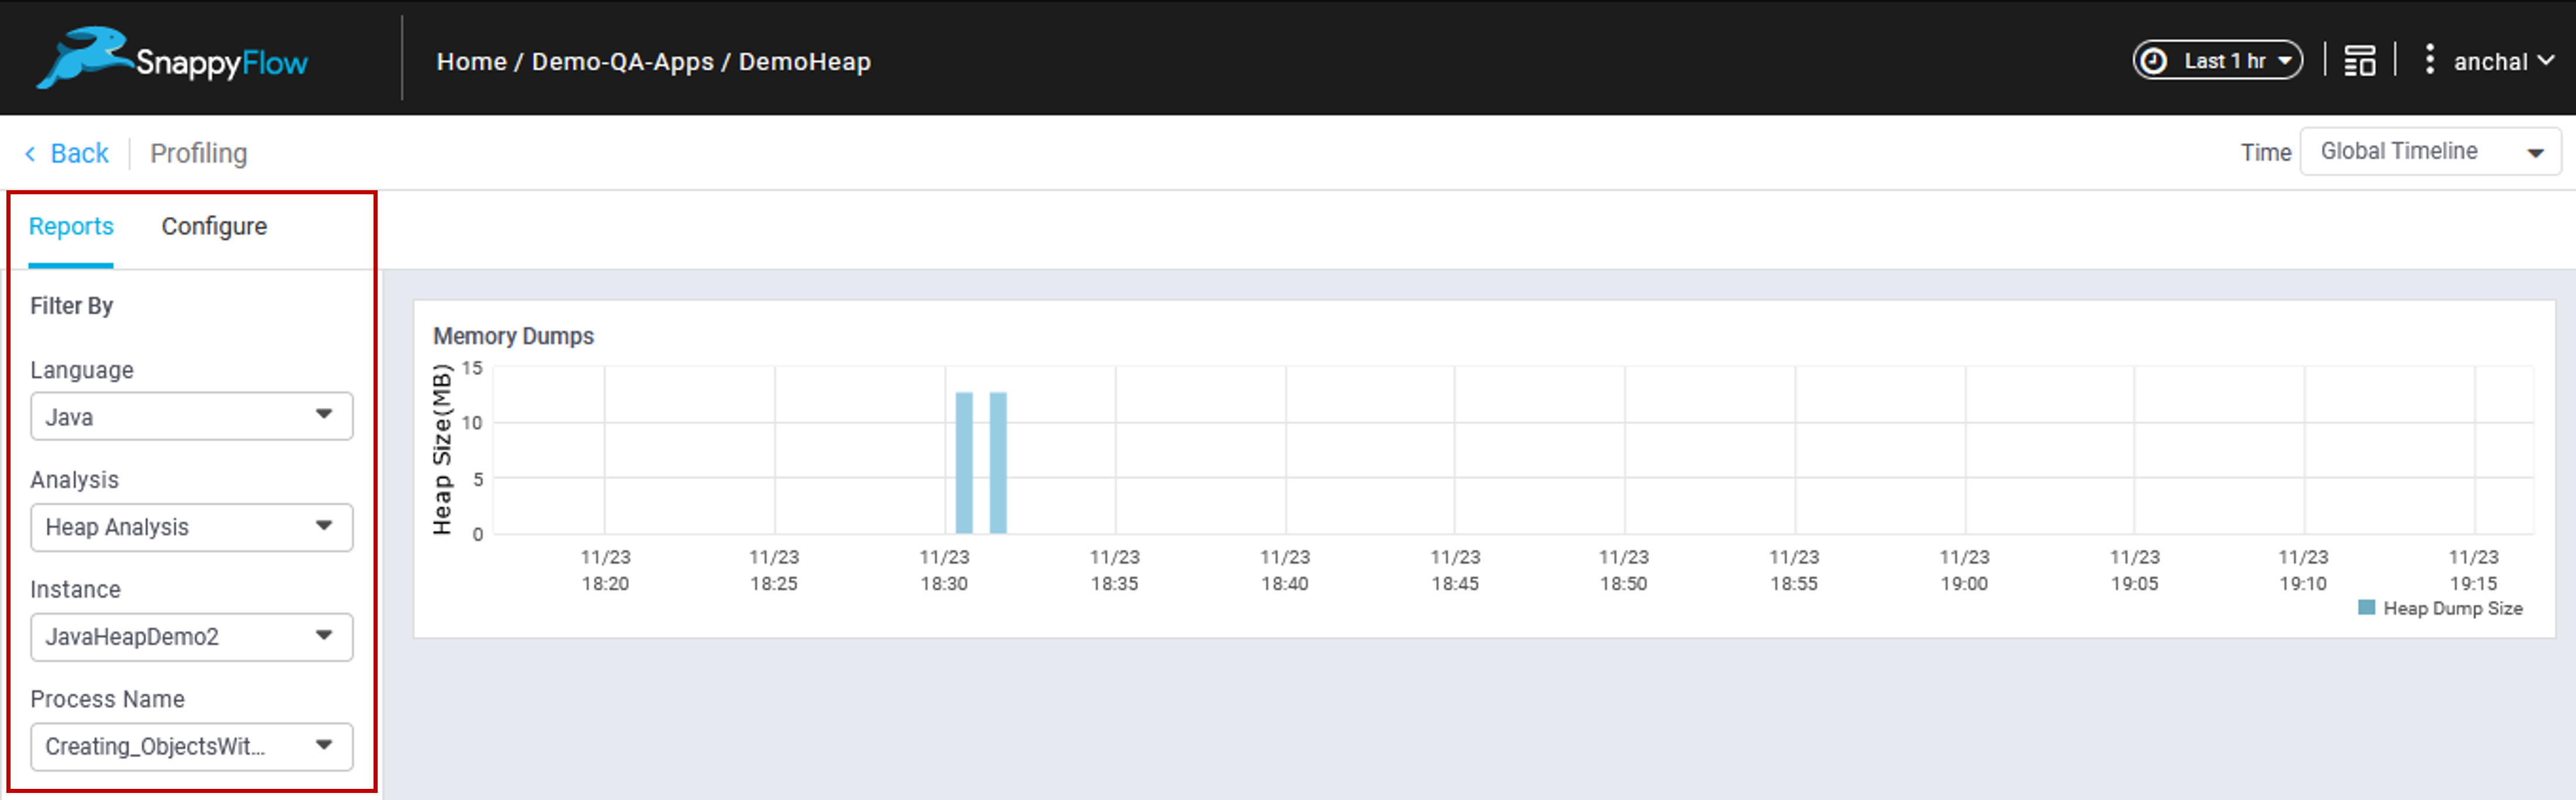 SnappyFlow
Home / Demo-QA-Apps / DemoHeap
Last 1 hr
anchal
Back
Profiling
Time
Global Timeline
Reports
Configure
Filter By
Language
Java
Analysis
Heap Analysis
Instance
JavaHeapDemo2
Process Name
Creating_ObjectsWit...
Memory Dumps
Heap Size(MB)
15
10
5
0
11/23 11/23 11/23 11/23 11/23 11/23 11/23 11/23 11/23 11/23 11/23 11/23
18:20 18:25 18:30 18:35 18:40 18:45 18:50 18:55 19:00 19:05 19:10 19:15
Heap Dump Size